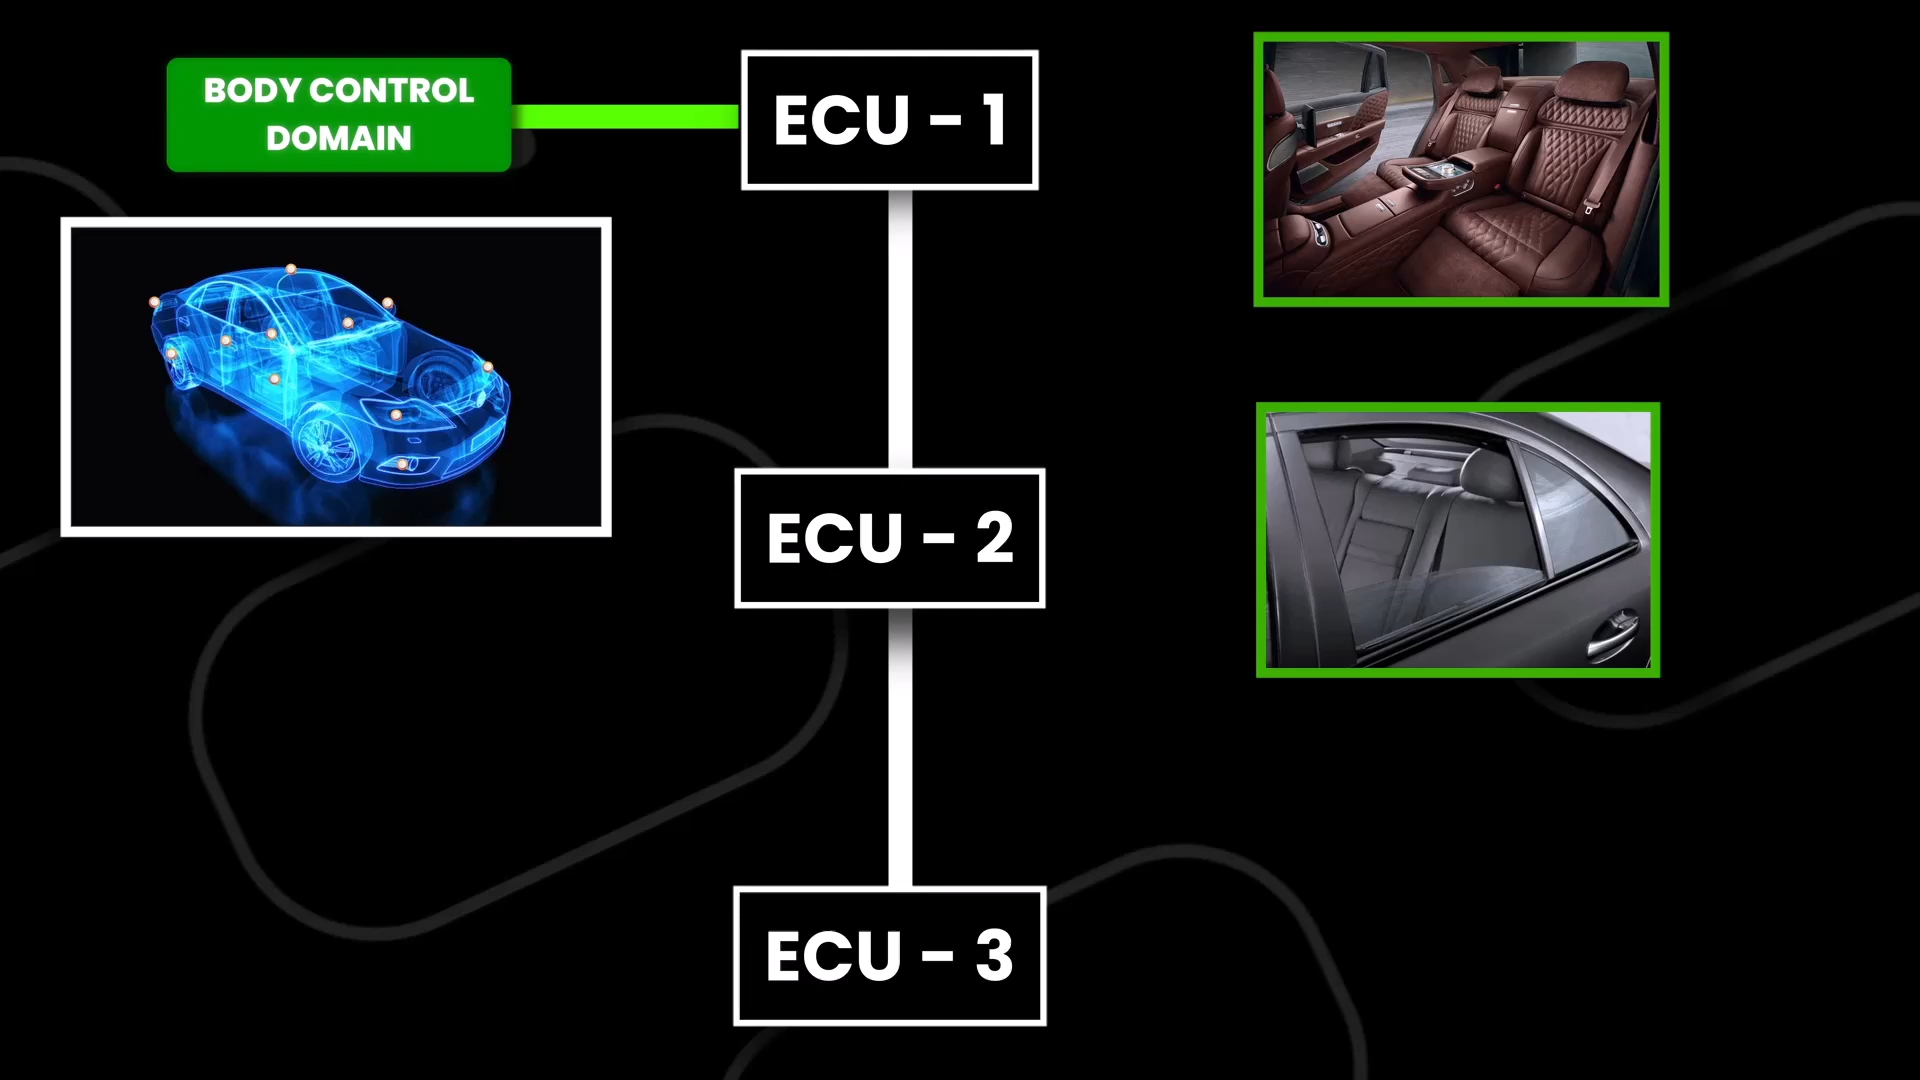 BODY CONTROL
DOMAIN
ECU - 1
ECU - 2
ECU - 3